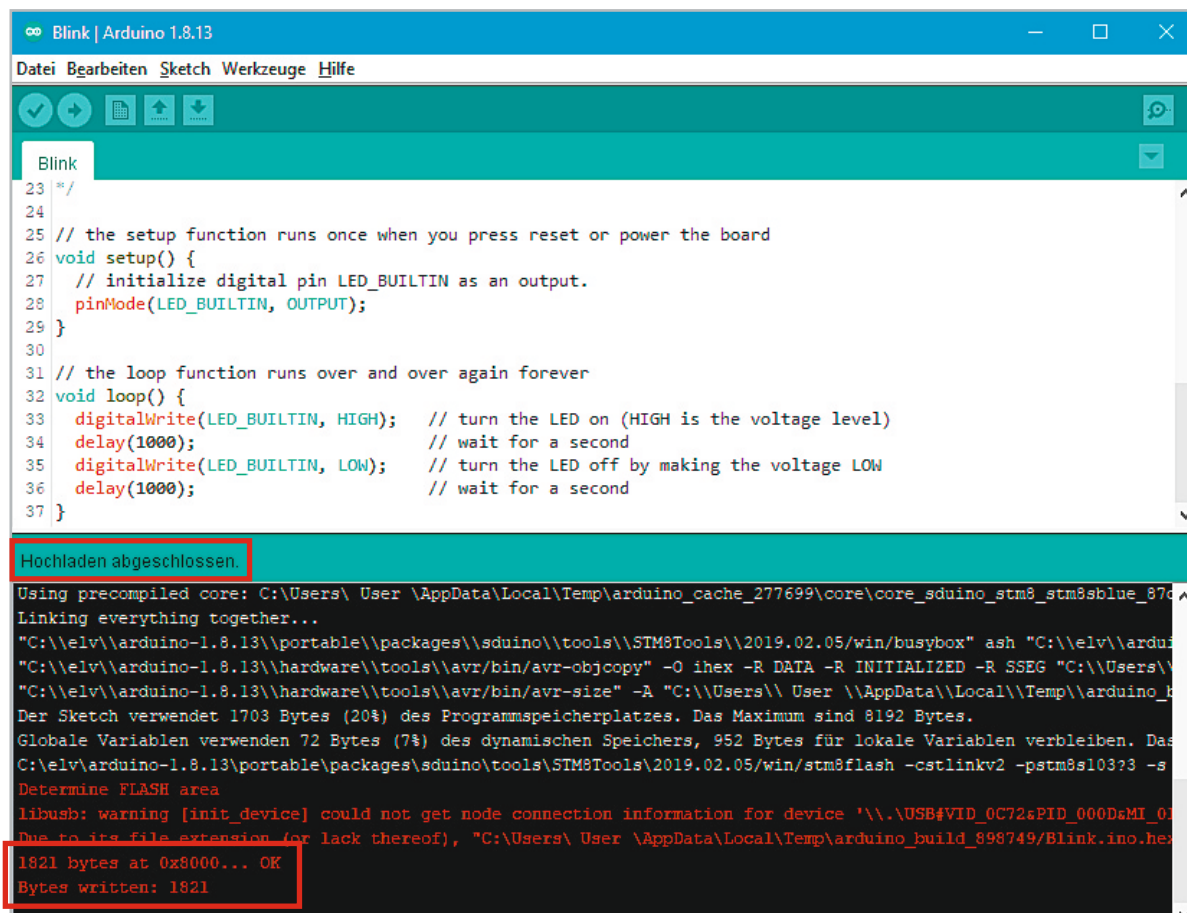 Blink | Arduino 1.8.13
Datei Bearbeiten Sketch Werkzeuge Hilfe
Blink
23 */
24
25 // the setup function runs once when you press reset or power the board
26 void setup() {
27   // initialize digital pin LED_BUILTIN as an output.
28   pinMode(LED_BUILTIN, OUTPUT);
29 }
30
31 // the loop function runs over and over again forever
32 void loop() {
33   digitalWrite(LED_BUILTIN, HIGH);   // turn the LED on (HIGH is the voltage level)
34   delay(1000);                       // wait for a second
35   digitalWrite(LED_BUILTIN, LOW);    // turn the LED off by making the voltage LOW
36   delay(1000);                       // wait for a second
37 }
Hochladen abgeschlossen.
Using precompiled core: C:\Users\ User \AppData\Local\Temp\arduino_cache_277699\core\core_sduino_stm8_stm8sblue_87c
Linking everything together...
"C:\\elv\\arduino-1.8.13\\portable\\packages\\sduino\\tools\\STM8Tools\\2019.02.05/win/busybox" ash "C:\\elv\\ardui
"C:\\elv\\arduino-1.8.13\\hardware\\tools\\avr/bin/avr-objcopy" -O ihex -R DATA -R INITIALIZED -R SSEG "C:\\Users\\
"C:\\elv\\arduino-1.8.13\\hardware\\tools\\avr/bin/avr-size" -A "C:\\Users\\ User \\AppData\\Local\\Temp\\arduino_b
Der Sketch verwendet 1703 Bytes (20%) des Programmspeicherplatzes. Das Maximum sind 8192 Bytes.
Globale Variablen verwenden 72 Bytes (7%) des dynamischen Speichers, 952 Bytes für lokale Variablen verbleiben. Das
C:\elv\arduino-1.8.13\portable\packages\sduino\tools\STM8Tools\2019.02.05/win/stm8flash -cstlinkv2 -pstm8s103?3 -s
Determine FLASH area
libusb: warning [init_device] could not get node connection information for device '\\.\USB#VID_0C72&PID_000D&MI_01
Due to its file extension (or lack thereof), "C:\Users\ User \AppData\Local\Temp\arduino_build_898749/Blink.ino.hex
1821 bytes at 0x8000... OK
Bytes written: 1821